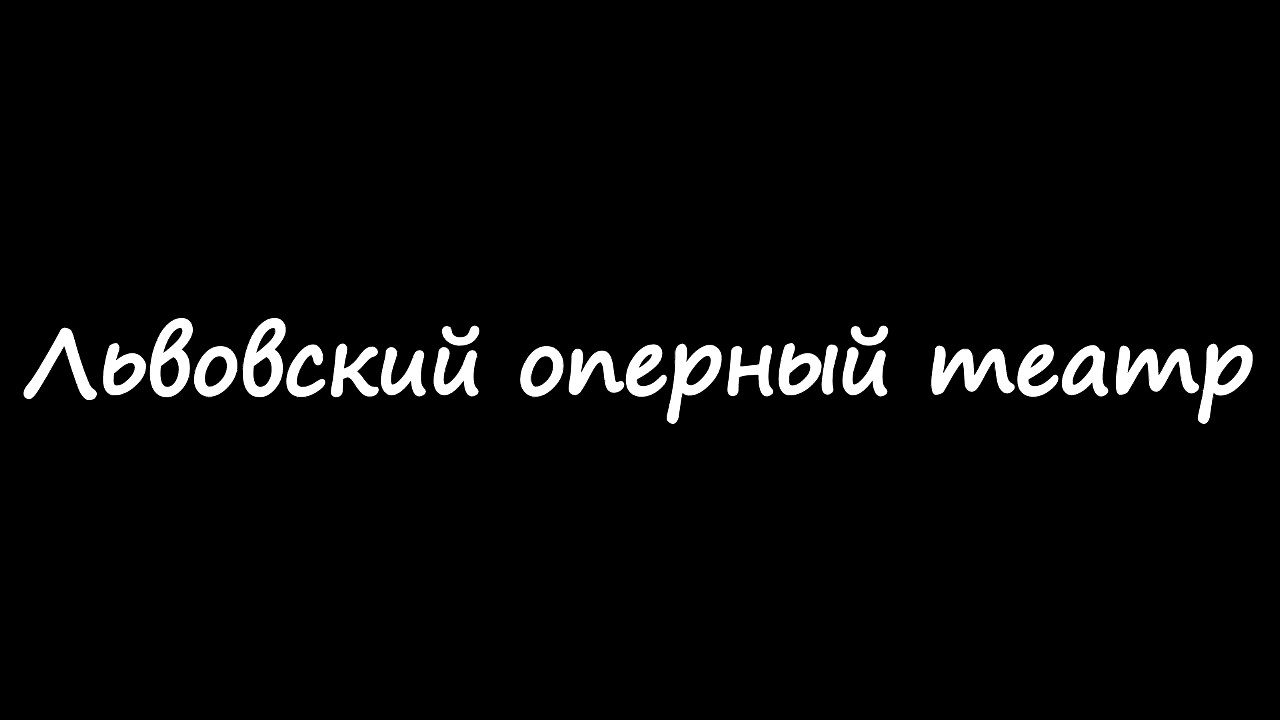 Львовский оперный театр